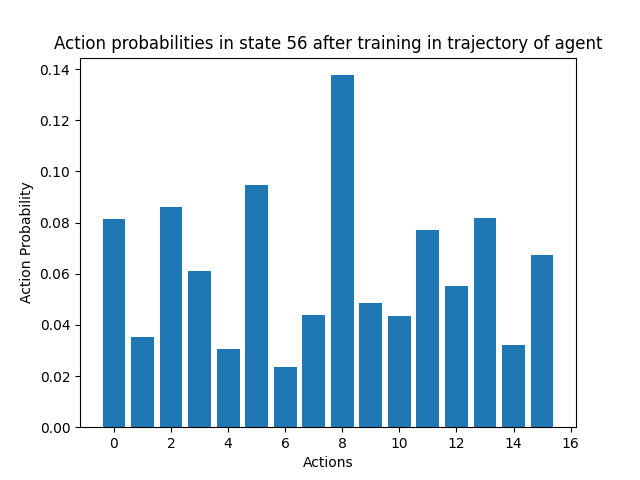 Action probabilities in state 56 after training in trajectory of agent
0.14
0.12
0.10
0.08
0.06
0.04
0.02
0.00
Action Probability
0 2 4 6 8 10 12 14 16
Actions